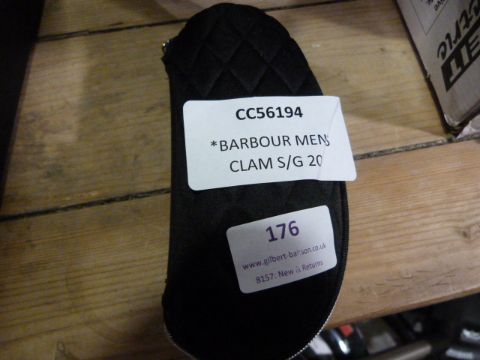 CC56194
*BARBOUR MENS
CLAM S/G 20
176
www.gilbert-baitson.co.uk
8157: New & Returns